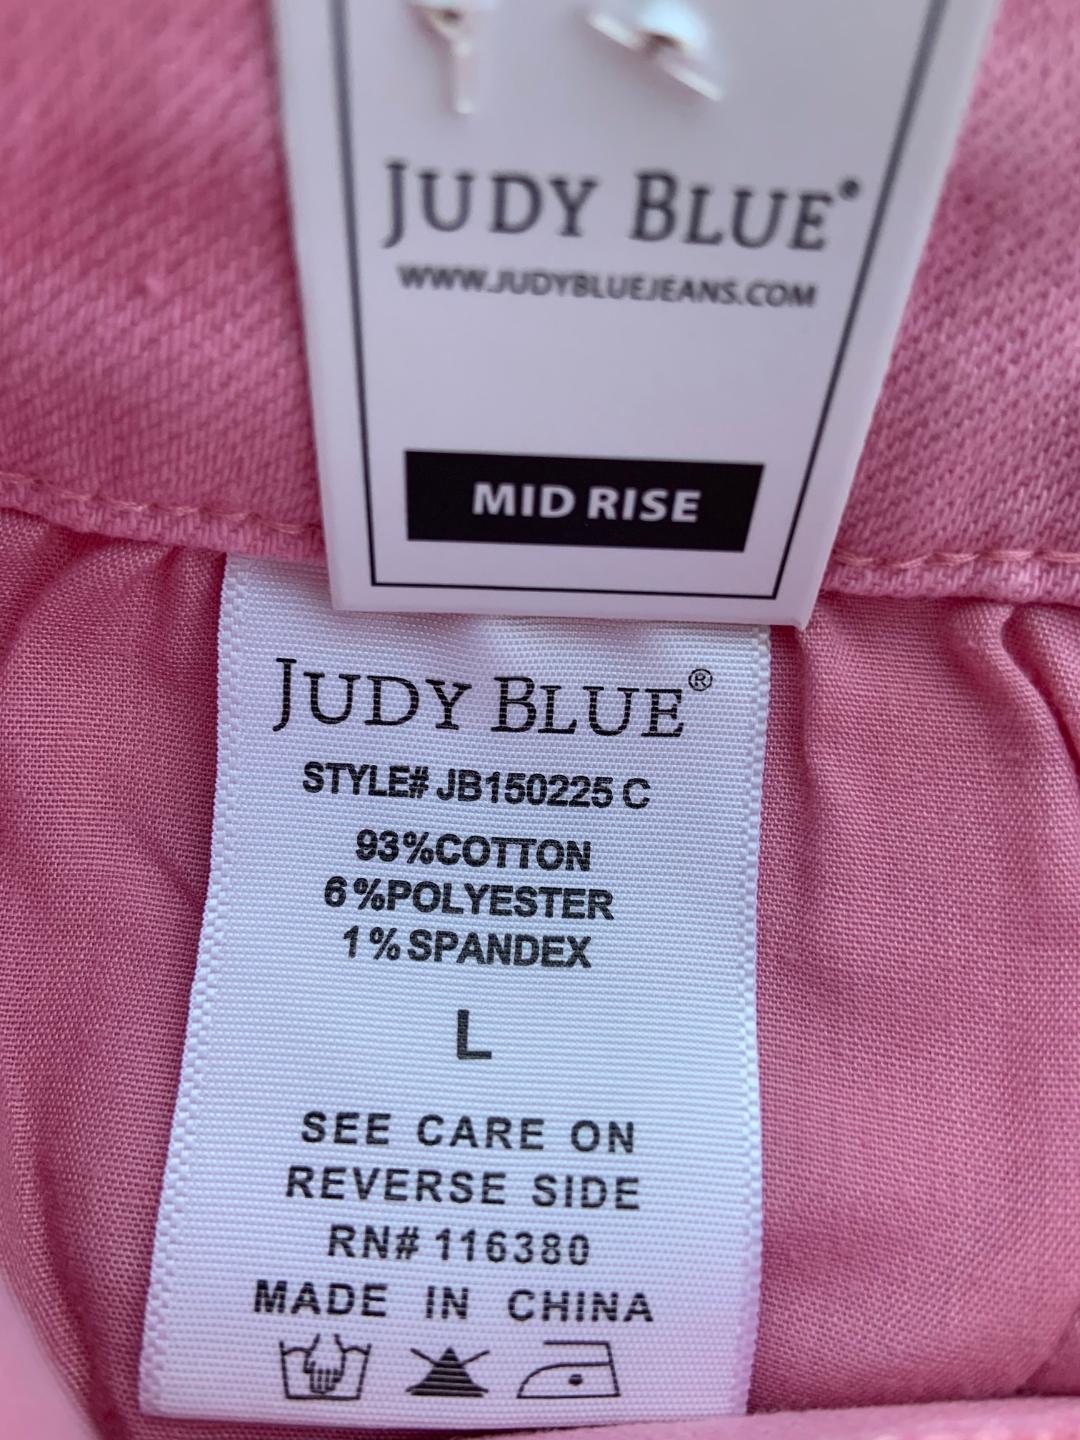 JUDY BLUE®
WWW.JUDYBLUEJEANS.COM
MID RISE
JUDY BLUE®
STYLE# JB150225 C
93%COTTON
6%POLYESTER
1%SPANDEX
L
SEE CARE ON
REVERSE SIDE
RN# 116380
MADE IN CHINA